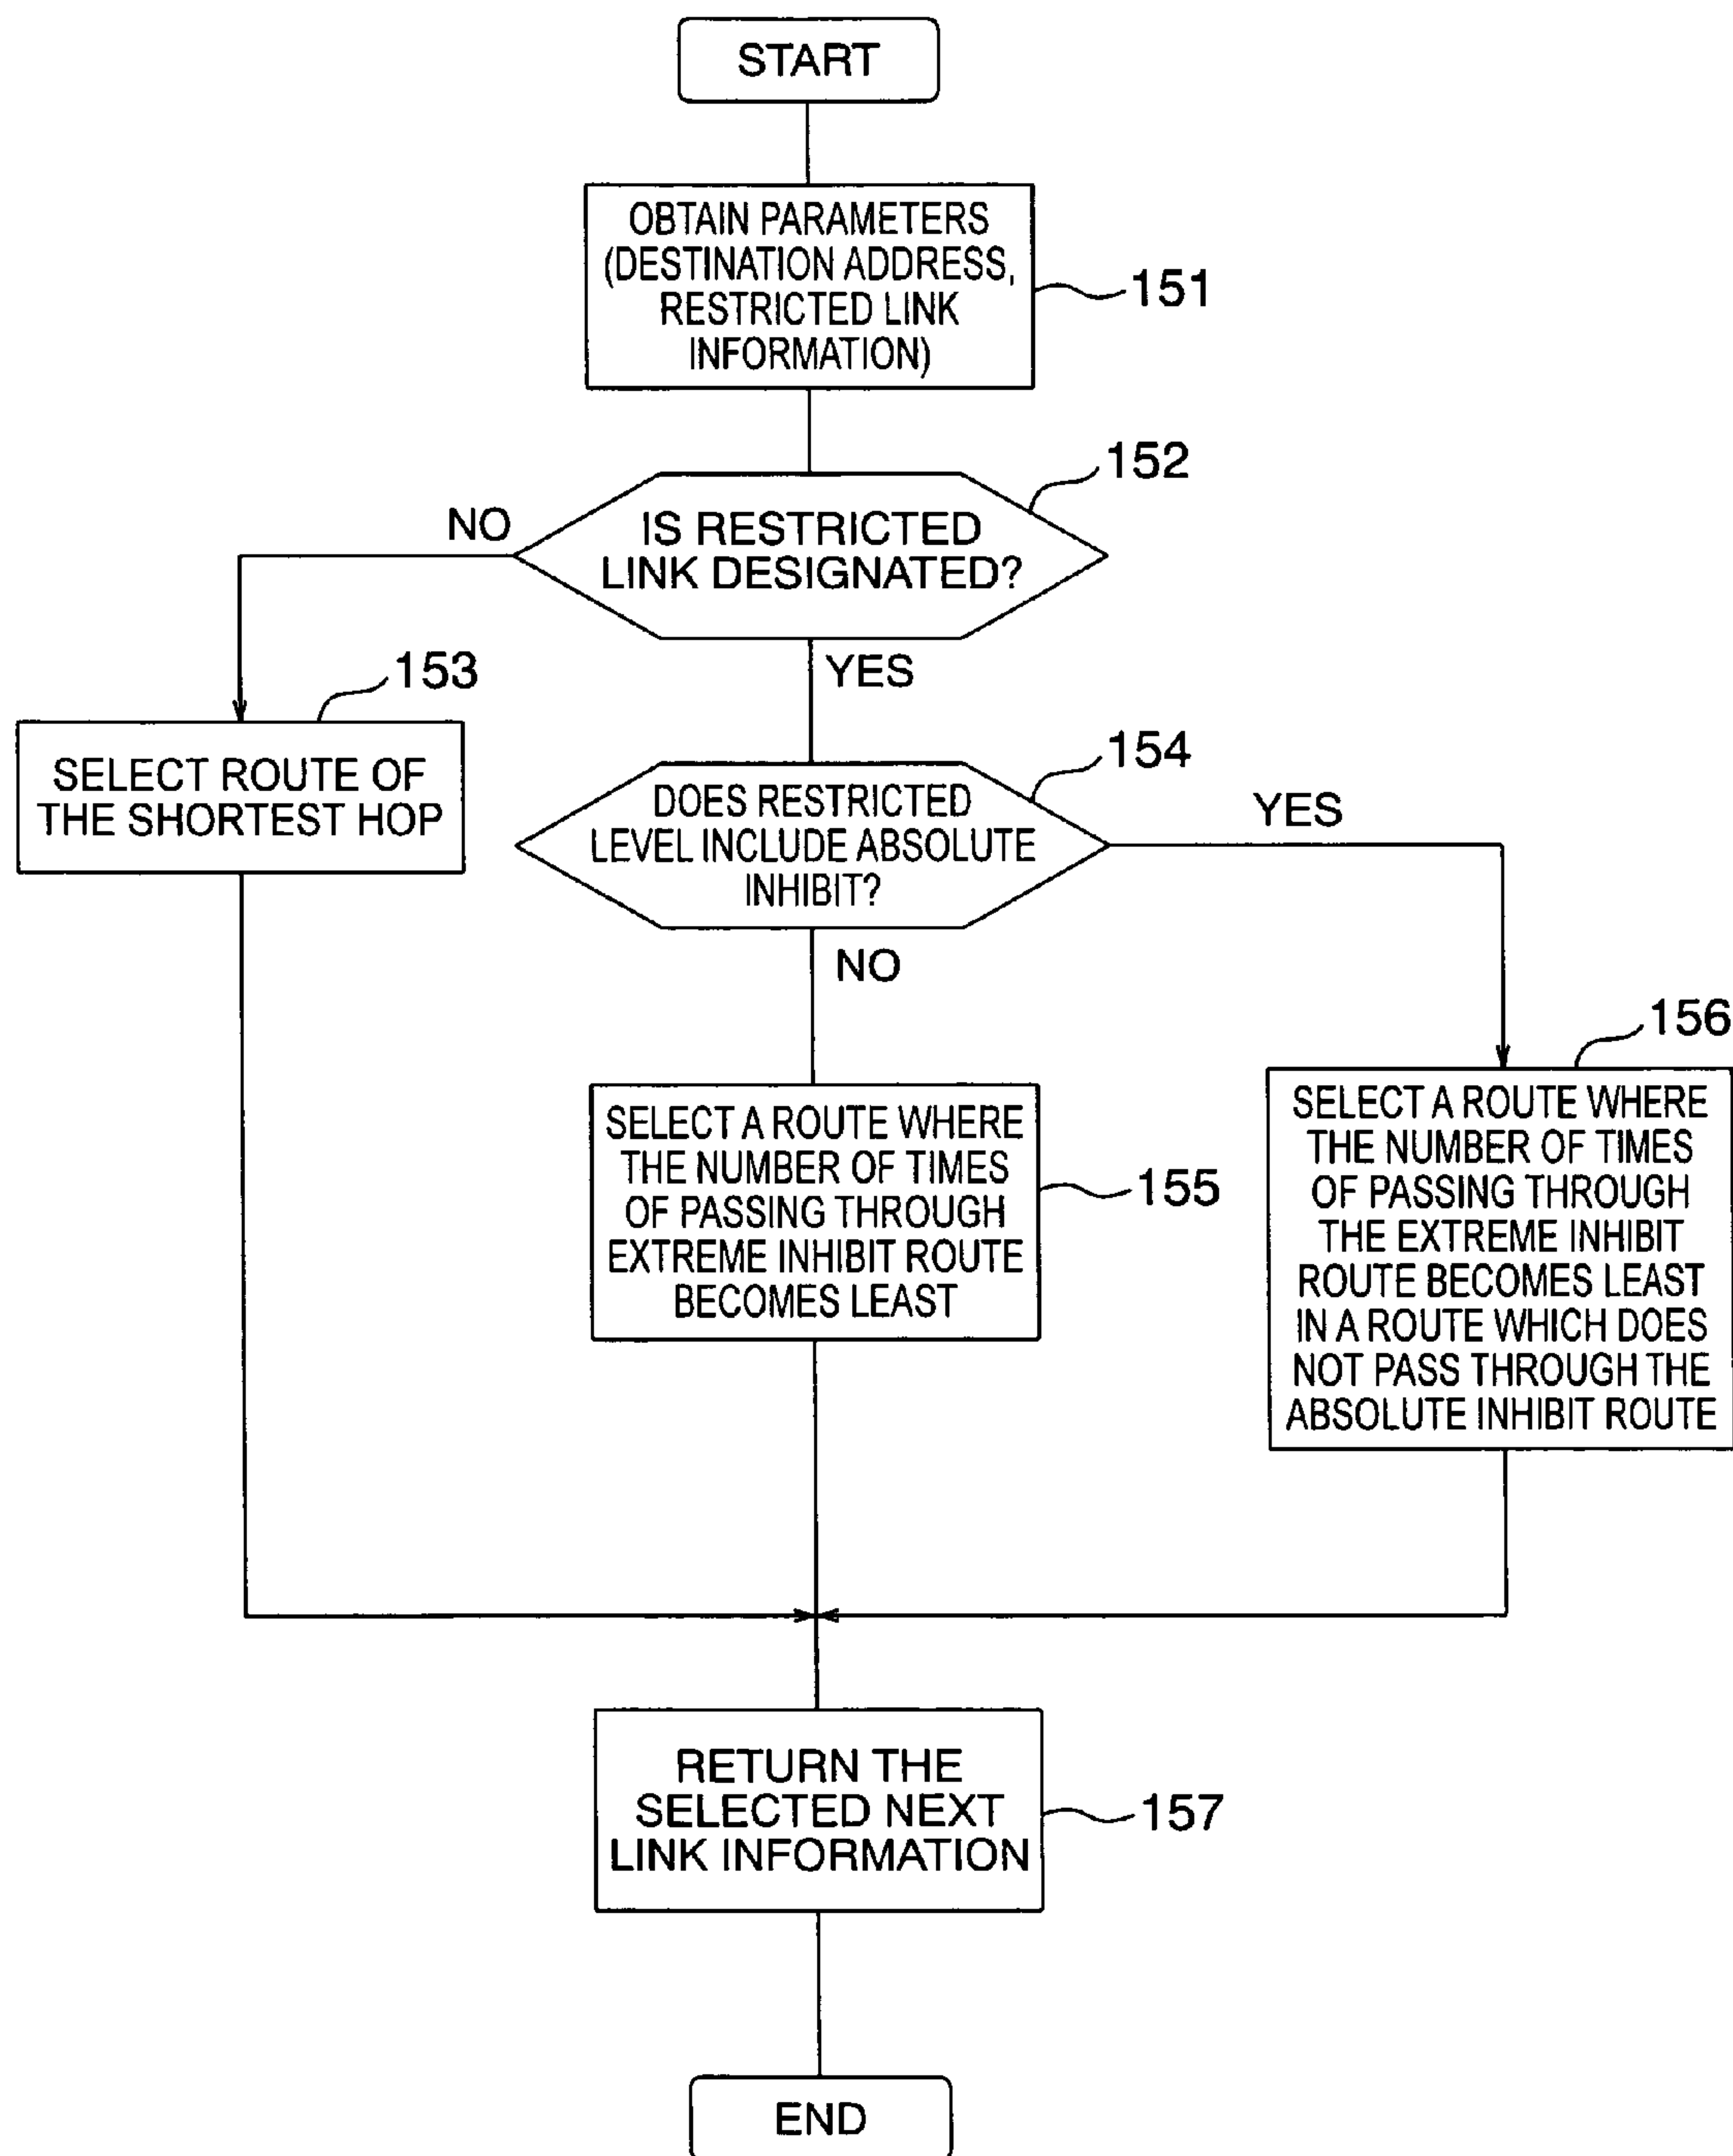 START
OBTAIN PARAMETERS
(DESTINATION ADDRESS,
RESTRICTED LINK
INFORMATION)
151
152
NO
IS RESTRICTED
LINK DESIGNATED?
YES
153
SELECT ROUTE OF
THE SHORTEST HOP
154
DOES RESTRICTED
LEVEL INCLUDE ABSOLUTE
INHIBIT?
YES
NO
155
SELECT A ROUTE WHERE
THE NUMBER OF TIMES
OF PASSING THROUGH
EXTREME INHIBIT ROUTE
BECOMES LEAST
156
SELECT A ROUTE WHERE
THE NUMBER OF TIMES
OF PASSING THROUGH
THE EXTREME INHIBIT
ROUTE BECOMES LEAST
IN A ROUTE WHICH DOES
NOT PASS THROUGH THE
ABSOLUTE INHIBIT ROUTE
RETURN THE
SELECTED NEXT
LINK INFORMATION
157
END